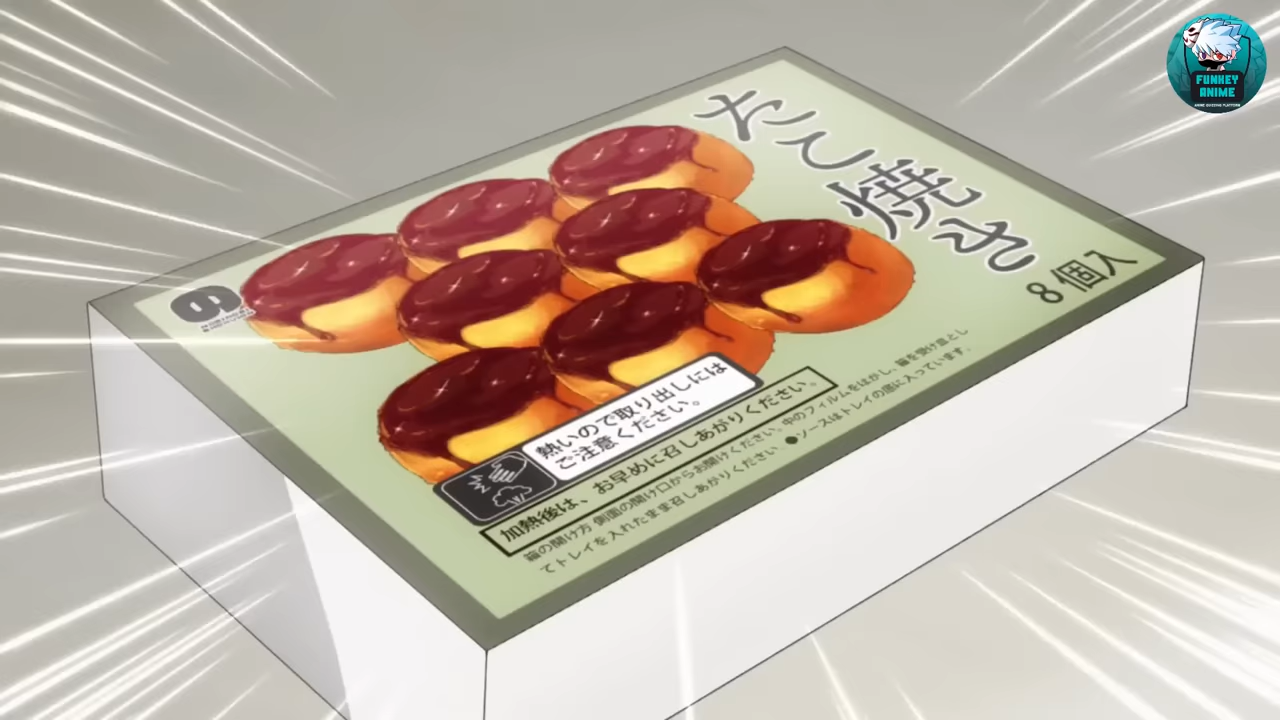 FUNKEY
ANIME
ANIME QUIZZING PLATFORM
たこ焼き
8個入
熱いので取り出しには
ご注意ください。
加熱後は、お早めに召しあがりください。
箱の開け方 側面の開け口からお開けください。中のフィルムをはがし、箱を受け皿とし
てトレイを入れたまま召しあがりください。●ソースはトレイの底に入っています。